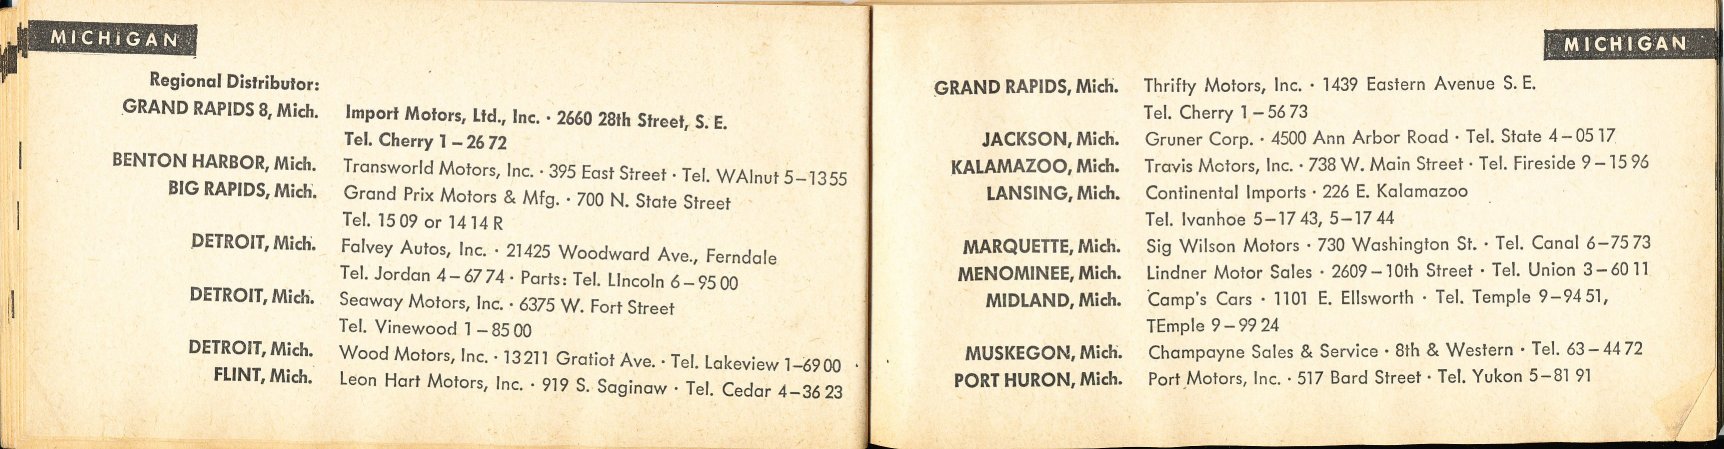 MICHIGAN
Regional Distributor:
GRAND RAPIDS 8, Mich. Import Motors, Ltd., Inc. · 2660 28th Street, S. E.
Tel. Cherry 1 – 26 72
BENTON HARBOR, Mich. Transworld Motors, Inc. · 395 East Street · Tel. WAlnut 5–1355
BIG RAPIDS, Mich. Grand Prix Motors & Mfg. · 700 N. State Street
Tel. 15 09 or 14 14 R
DETROIT, Mich. Falvey Autos, Inc. · 21425 Woodward Ave., Ferndale
Tel. Jordan 4 – 67 74 · Parts: Tel. LIncoln 6 – 95 00
DETROIT, Mich. Seaway Motors, Inc. · 6375 W. Fort Street
Tel. Vinewood 1 – 85 00
DETROIT, Mich. Wood Motors, Inc. · 13 211 Gratiot Ave. · Tel. Lakeview 1–69 00
FLINT, Mich. Leon Hart Motors, Inc. · 919 S. Saginaw · Tel. Cedar 4–36 23
MICHIGAN
GRAND RAPIDS, Mich. Thrifty Motors, Inc. · 1439 Eastern Avenue S. E.
Tel. Cherry 1 – 56 73
JACKSON, Mich. Gruner Corp. · 4500 Ann Arbor Road · Tel. State 4 – 05 17
KALAMAZOO, Mich. Travis Motors, Inc. · 738 W. Main Street · Tel. Fireside 9 – 15 96
LANSING, Mich. Continental Imports · 226 E. Kalamazoo
Tel. Ivanhoe 5–17 43, 5–17 44
MARQUETTE, Mich. Sig Wilson Motors · 730 Washington St. · Tel. Canal 6–75 73
MENOMINEE, Mich. Lindner Motor Sales · 2609 – 10th Street · Tel. Union 3 – 60 11
MIDLAND, Mich. Camp's Cars · 1101 E. Ellsworth · Tel. Temple 9 – 94 51,
TEmple 9 – 99 24
MUSKEGON, Mich. Champayne Sales & Service · 8th & Western · Tel. 63 – 44 72
PORT HURON, Mich. Port Motors, Inc. · 517 Bard Street · Tel. Yukon 5–81 91